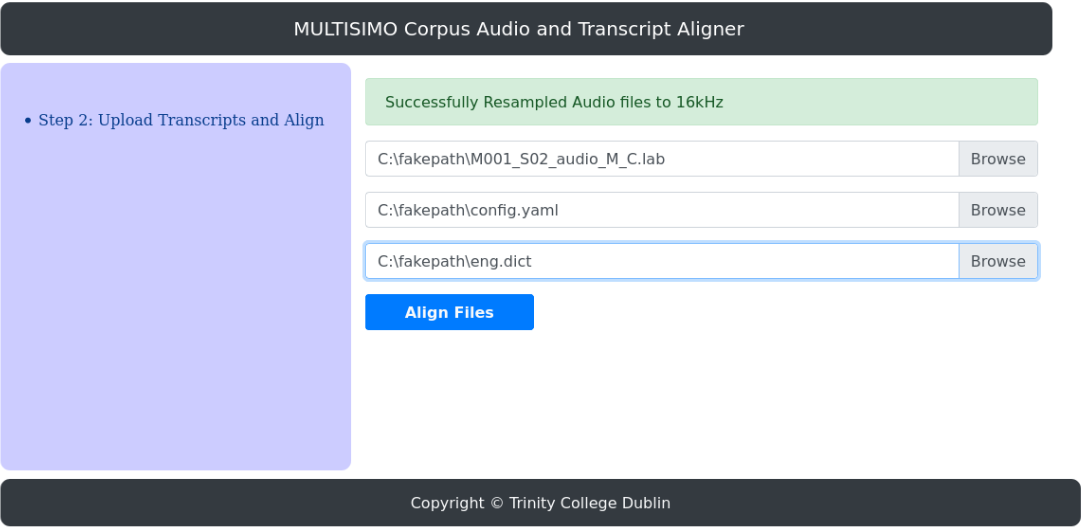 MULTISIMO Corpus Audio and Transcript Aligner
• Step 2: Upload Transcripts and Align
Successfully Resampled Audio files to 16kHz
C:\fakepath\M001_S02_audio_M_C.lab Browse
C:\fakepath\config.yaml Browse
C:\fakepath\eng.dict Browse
Align Files
Copyright © Trinity College Dublin